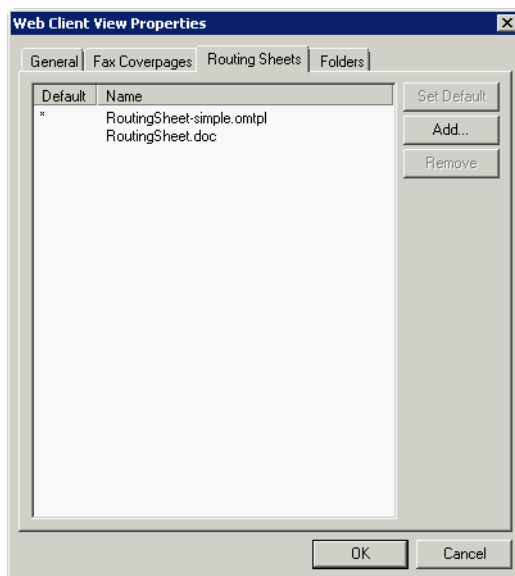 Web Client View Properties
General Fax Coverpages Routing Sheets Folders
Default Name Set Default
* RoutingSheet-simple.omtpl
RoutingSheet.doc
Add...
Remove
OK Cancel